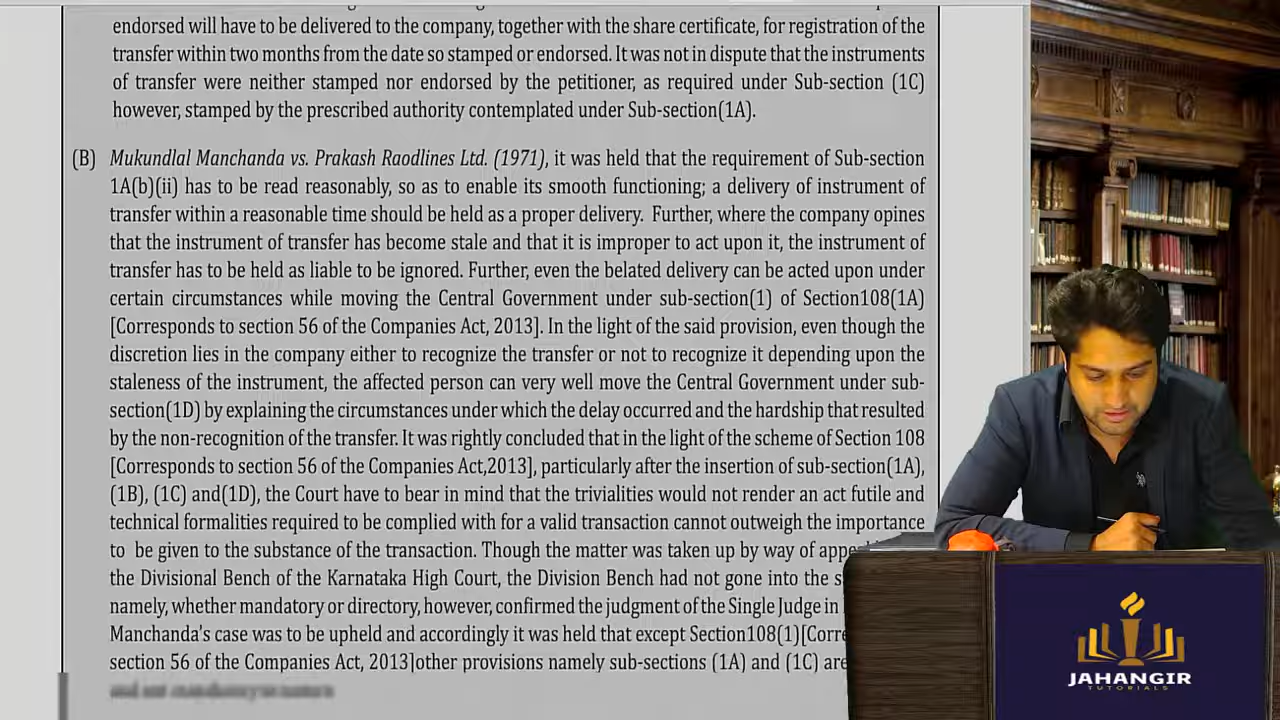 endorsed will have to be delivered to the company, together with the share certificate, for registration of the
transfer within two months from the date so stamped or endorsed. It was not in dispute that the instruments
of transfer were neither stamped nor endorsed by the petitioner, as required under Sub-section (1C)
however, stamped by the prescribed authority contemplated under Sub-section(1A).
(B) Mukundlal Manchanda vs. Prakash Raodlines Ltd. (1971), it was held that the requirement of Sub-section
1A(b)(ii) has to be read reasonably, so as to enable its smooth functioning; a delivery of instrument of
transfer within a reasonable time should be held as a proper delivery. Further, where the company opines
that the instrument of transfer has become stale and that it is improper to act upon it, the instrument of
transfer has to be held as liable to be ignored. Further, even the belated delivery can be acted upon under
certain circumstances while moving the Central Government under sub-section(1) of Section108(1A)
[Corresponds to section 56 of the Companies Act, 2013]. In the light of the said provision, even though the
discretion lies in the company either to recognize the transfer or not to recognize it depending upon the
staleness of the instrument, the affected person can very well move the Central Government under sub-
section(1D) by explaining the circumstances under which the delay occurred and the hardship that resulted
by the non-recognition of the transfer. It was rightly concluded that in the light of the scheme of Section 108
[Corresponds to section 56 of the Companies Act,2013], particularly after the insertion of sub-section(1A),
(1B), (1C) and(1D), the Court have to bear in mind that the trivialities would not render an act futile and
technical formalities required to be complied with for a valid transaction cannot outweigh the importance
to be given to the substance of the transaction. Though the matter was taken up by way of
the Divisional Bench of the Karnataka High Court, the Division Bench had not gone into the
namely, whether mandatory or directory, however, confirmed the judgment of the Single Judge in
Manchanda's case was to be upheld and accordingly it was held that except Section108(1)
section 56 of the Companies Act, 2013]other provisions namely sub-sections (1A) and (1C) are
JAHANGIR
TUTORIALS